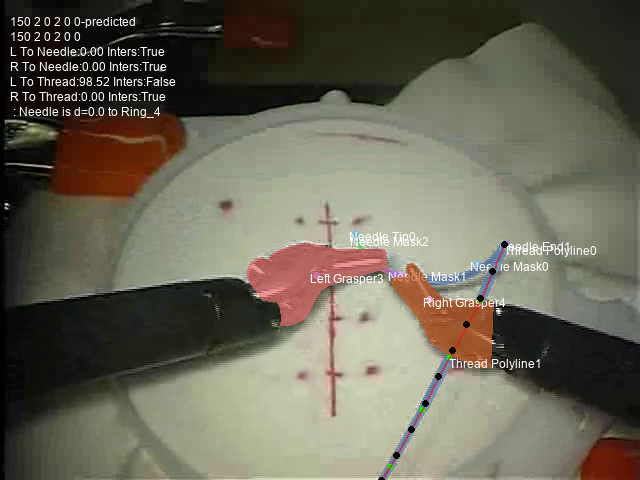 150 2 0 2 0 0-predicted
150 2 0 2 0 0
L To Needle:0.00 Inters:True
R To Needle:0.00 Inters:True
L To Thread:98.52 Inters:False
R To Thread:0.00 Inters:True
: Needle is d=0.0 to Ring_4
Needle Tip0
Needle Mask2
Needle End1
Thread Polyline0
Needle Mask0
Left Grasper3
Needle Mask1
Right Grasper4
Thread Polyline1